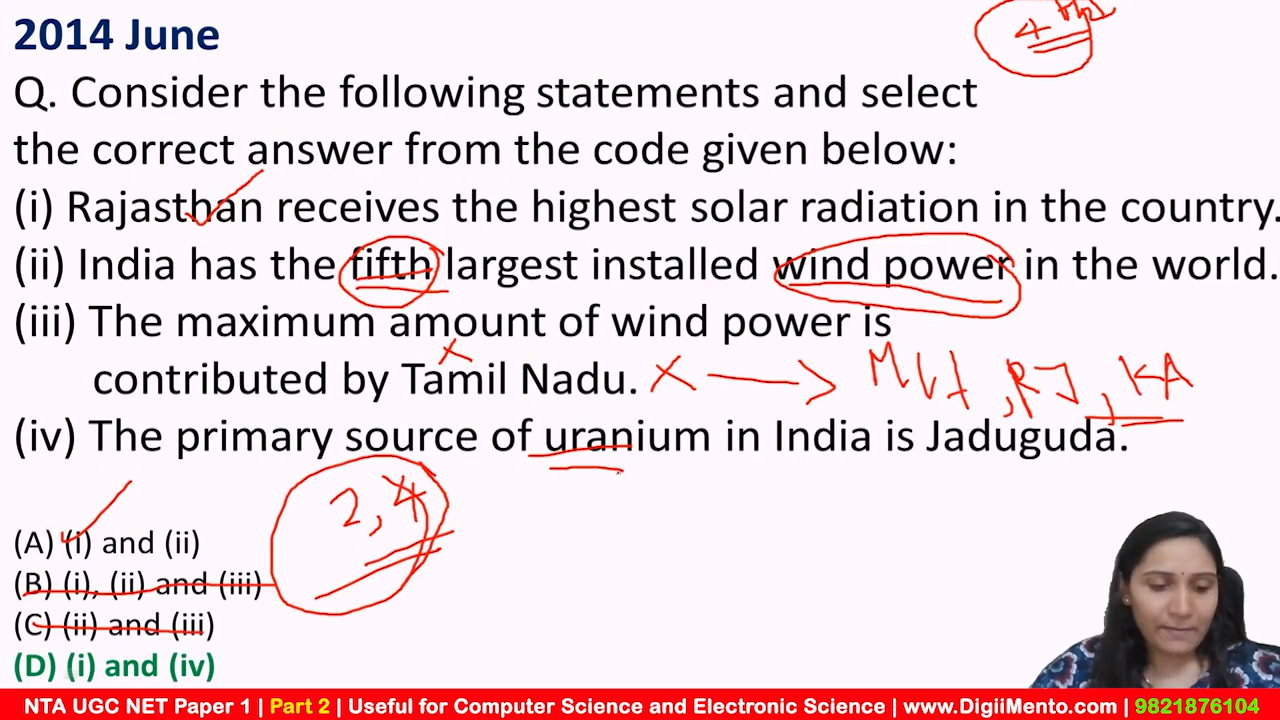 2014 June
4th
Q. Consider the following statements and select
the correct answer from the code given below:
(i) Rajasthan receives the highest solar radiation in the country.
(ii) India has the fifth largest installed wind power in the world.
(iii) The maximum amount of wind power is
contributed by Tamil Nadu. X → , RJ, KA
(iv) The primary source of uranium in India is Jaduguda.
2, 4
(A) (i) and (ii)
(B) (i), (ii) and (iii)
(C) (ii) and (iii)
(D) (i) and (iv)
NTA UGC NET Paper 1 | Part 2 | Useful for Computer Science and Electronic Science | www.DigiiMento.com | 9821876104